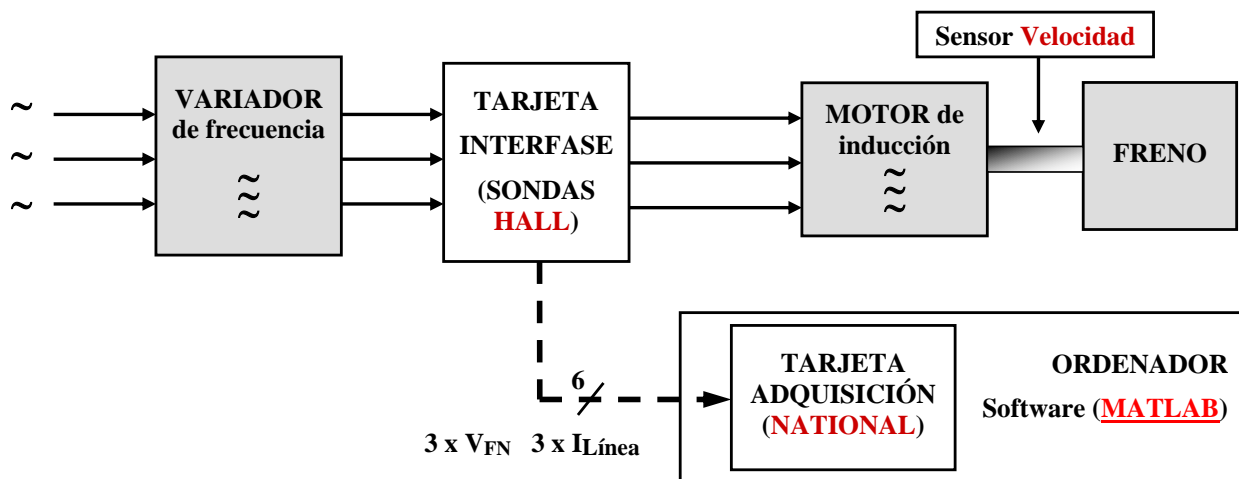 Sensor Velocidad
~
~
~
VARIADOR
de frecuencia
~
~
~
TARJETA
INTERFASE
(SONDAS
HALL)
MOTOR de
inducción
~
~
~
FRENO
6
3 x VFN 3 x ILínea
TARJETA
ADQUISICIÓN
(NATIONAL)
ORDENADOR
Software (MATLAB)